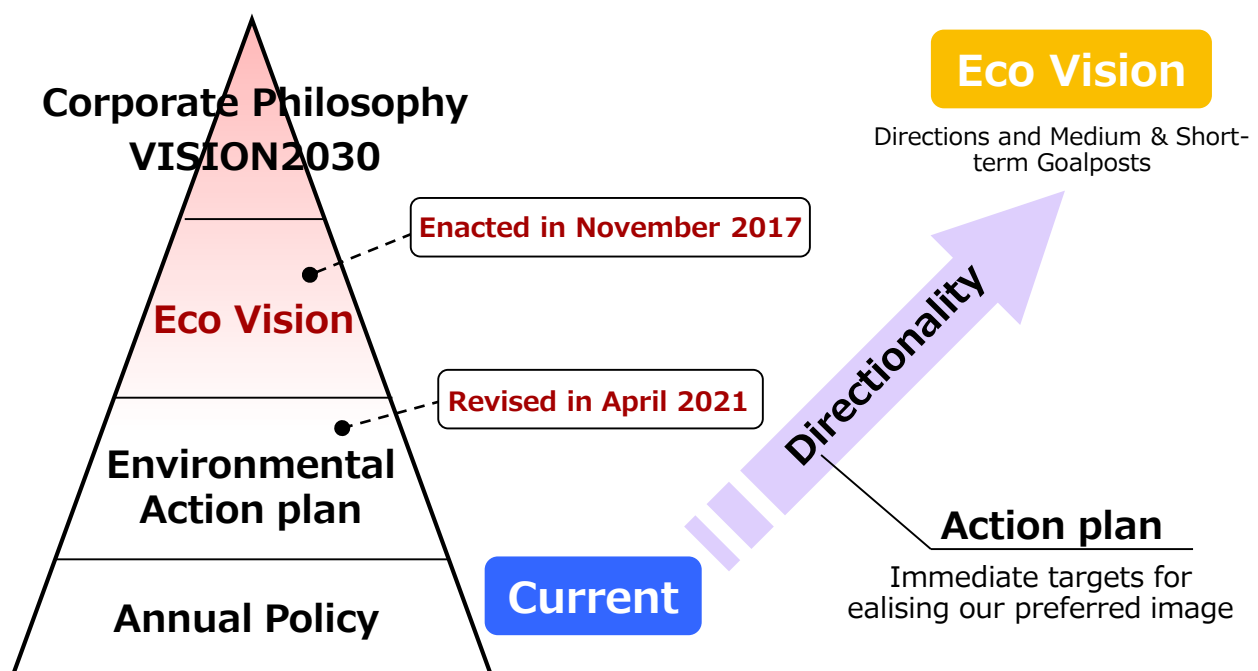 Corporate Philosophy
VISION2030
Enacted in November 2017
Eco Vision
Revised in April 2021
Environmental
Action plan
Annual Policy
Eco Vision
Directions and Medium & Short-
term Goalposts
Directionality
Current
Action plan
Immediate targets for
ealising our preferred image